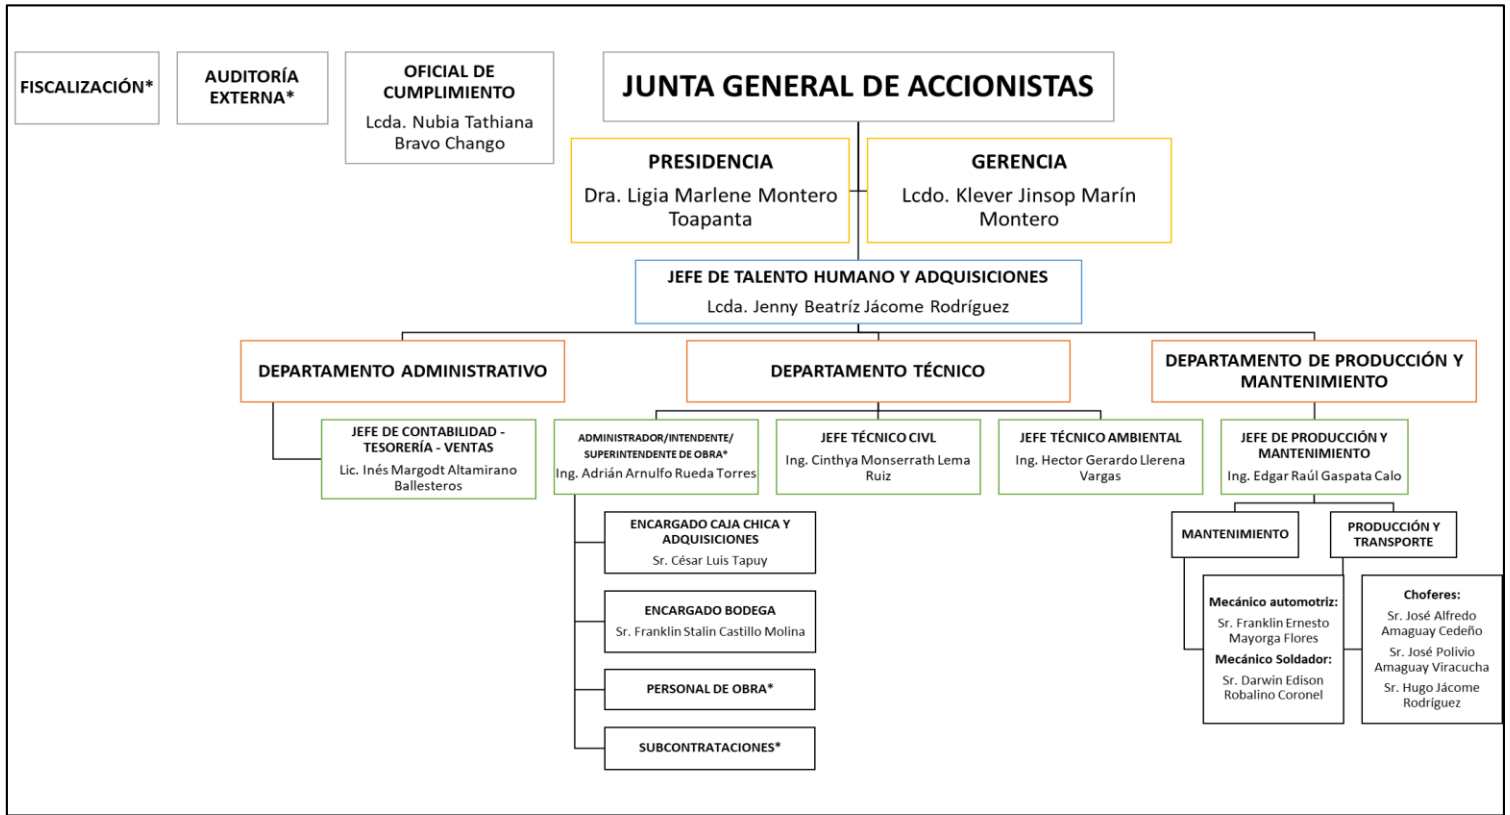 FISCALIZACIÓN*
AUDITORÍA
EXTERNA*
OFICIAL DE
CUMPLIMIENTO
Lcda. Nubia Tathiana
Bravo Chango
JUNTA GENERAL DE ACCIONISTAS
PRESIDENCIA
Dra. Ligia Marlene Montero
Toapanta
GERENCIA
Lcdo. Klever Jinsop Marín
Montero
JEFE DE TALENTO HUMANO Y ADQUISICIONES
Lcda. Jenny Beatríz Jácome Rodríguez
DEPARTAMENTO ADMINISTRATIVO
DEPARTAMENTO TÉCNICO
DEPARTAMENTO DE PRODUCCIÓN Y
MANTENIMIENTO
JEFE DE CONTABILIDAD -
TESORERÍA - VENTAS
Lic. Inés Margodt Altamirano
Ballesteros
ADMINISTRADOR/INTENDENTE/
SUPERINTENDENTE DE OBRA*
Ing. Adrián Arnulfo Rueda Torres
JEFE TÉCNICO CIVL
Ing. Cinthya Monserrath Lema
Ruiz
JEFE TÉCNICO AMBIENTAL
Ing. Hector Gerardo Llerena
Vargas
JEFE DE PRODUCCIÓN Y
MANTENIMIENTO
Ing. Edgar Raúl Gaspata Calo
ENCARGADO CAJA CHICA Y
ADQUISICIONES
Sr. César Luis Tapuy
ENCARGADO BODEGA
Sr. Franklin Stalin Castillo Molina
PERSONAL DE OBRA*
SUBCONTRATACIONES*
MANTENIMIENTO
PRODUCCIÓN Y
TRANSPORTE
Mecánico automotriz:
Sr. Franklin Ernesto
Mayorga Flores
Mecánico Soldador:
Sr. Darwin Edison
Robalino Coronel
Choferes:
Sr. José Alfredo
Amaguay Cedeño
Sr. José Polivio
Amaguay Viracucha
Sr. Hugo Jácome
Rodríguez